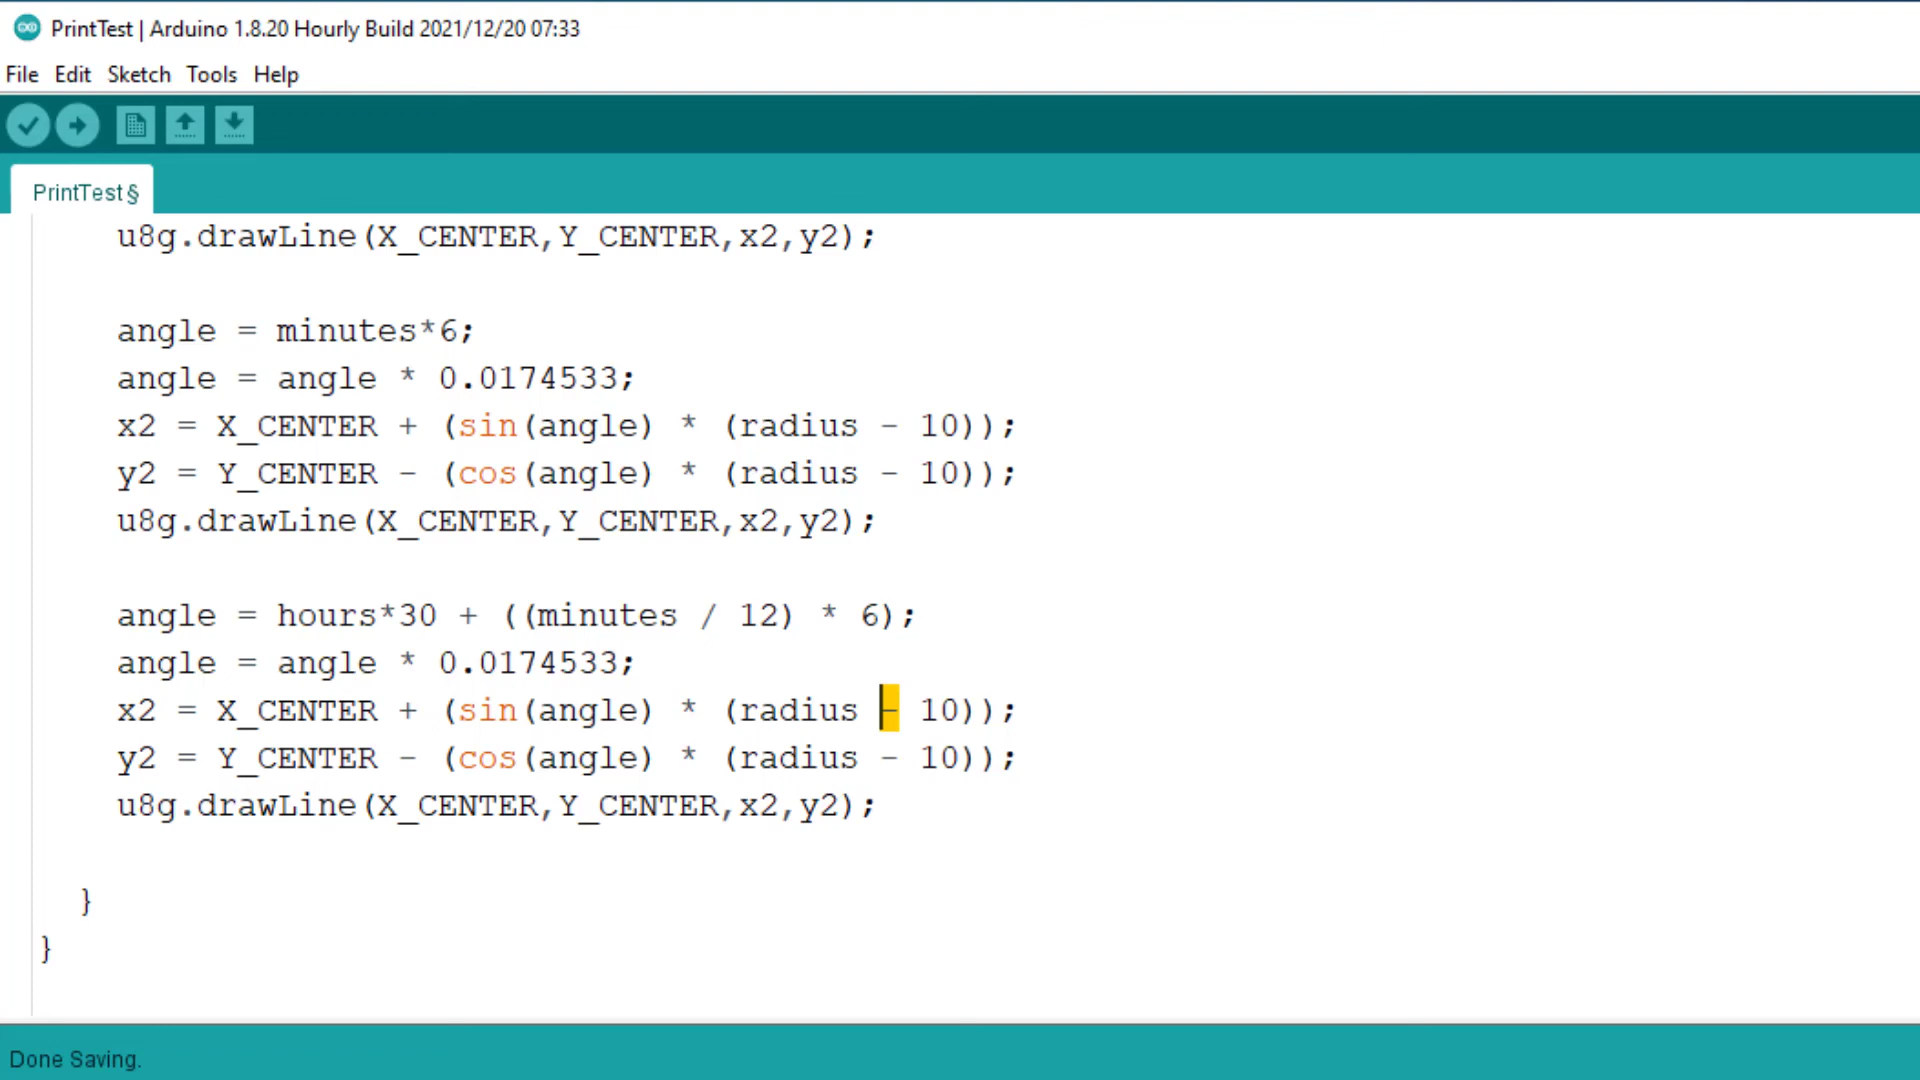 PrintTest | Arduino 1.8.20 Hourly Build 2021/12/20 07:33
File Edit Sketch Tools Help
PrintTest§
u8g.drawLine(X_CENTER,Y_CENTER,x2,y2);
angle = minutes*6;
angle = angle * 0.0174533;
x2 = X_CENTER + (sin(angle) * (radius - 10));
y2 = Y_CENTER - (cos(angle) * (radius - 10));
u8g.drawLine(X_CENTER,Y_CENTER,x2,y2);
angle = hours*30 + ((minutes / 12) * 6);
angle = angle * 0.0174533;
x2 = X_CENTER + (sin(angle) * (radius - 10));
y2 = Y_CENTER - (cos(angle) * (radius - 10));
u8g.drawLine(X_CENTER,Y_CENTER,x2,y2);
}
}
Done Saving.